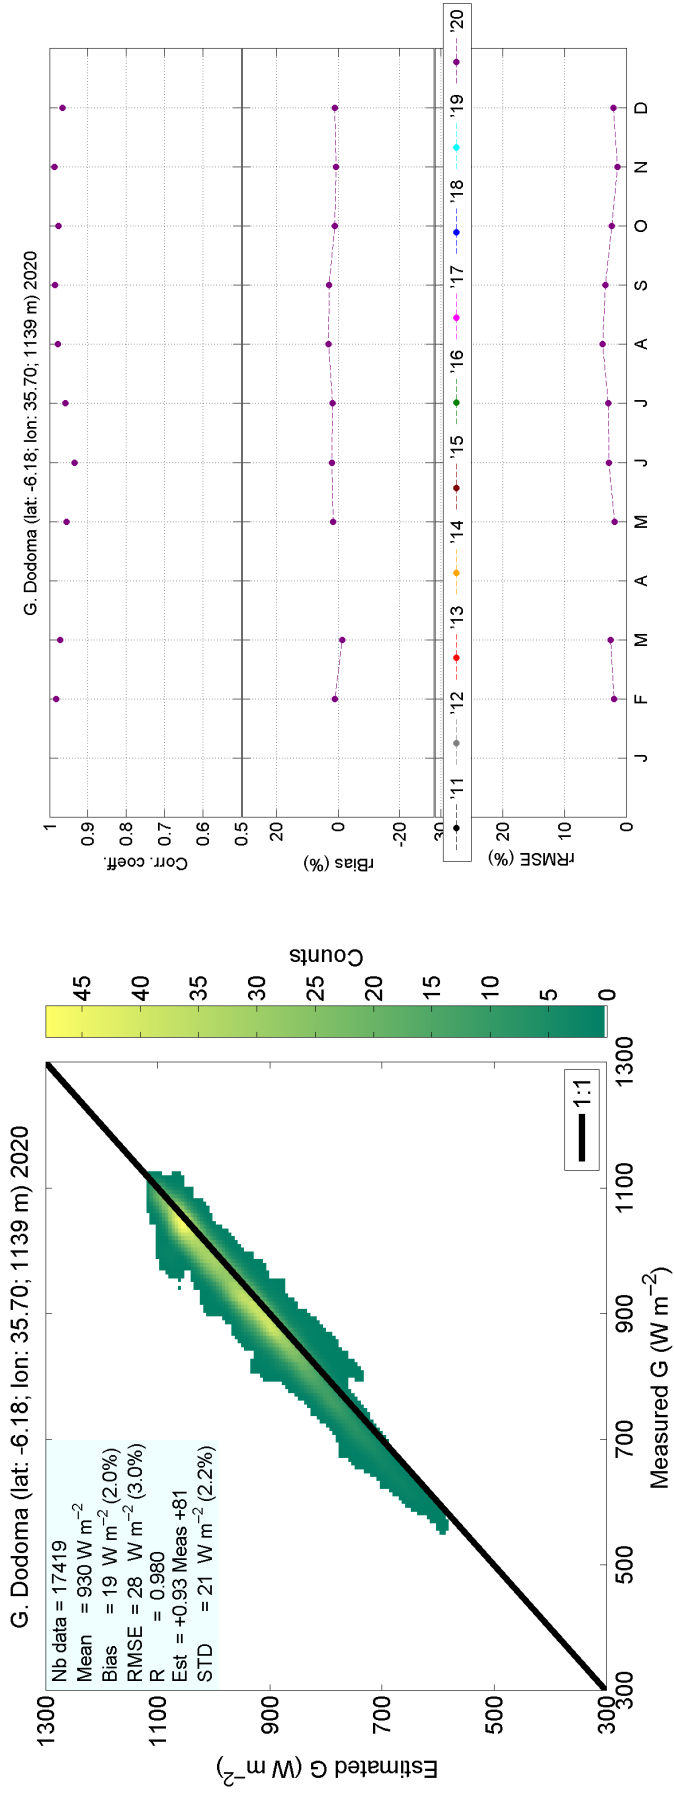 G. Dodoma (lat: -6.18; lon: 35.70; 1139 m) 2020
Nb data = 17419
Mean = 930 W m−2
Bias = 19 W m−2 (2.0%)
RMSE = 28 W m−2 (3.0%)
R = 0.980
Est = +0.93 Meas +81
STD = 21 W m−2 (2.2%)
1300
1100
900
700
500
300
Estimated G (W m−2)
300
500
700
900
1100
1300
Measured G (W m−2)
1:1
45
40
35
30
25
20
15
10
5
0
Counts
G. Dodoma (lat: -6.18; lon: 35.70; 1139 m) 2020
1
0.9
0.8
0.7
0.6
0.5
Corr. coeff.
20
0
-20
rBias (%)
'11 '12 '13 '14 '15 '16 '17 '18 '19 '20
30
20
10
0
rRMSE (%)
J F M A M J J A S O N D